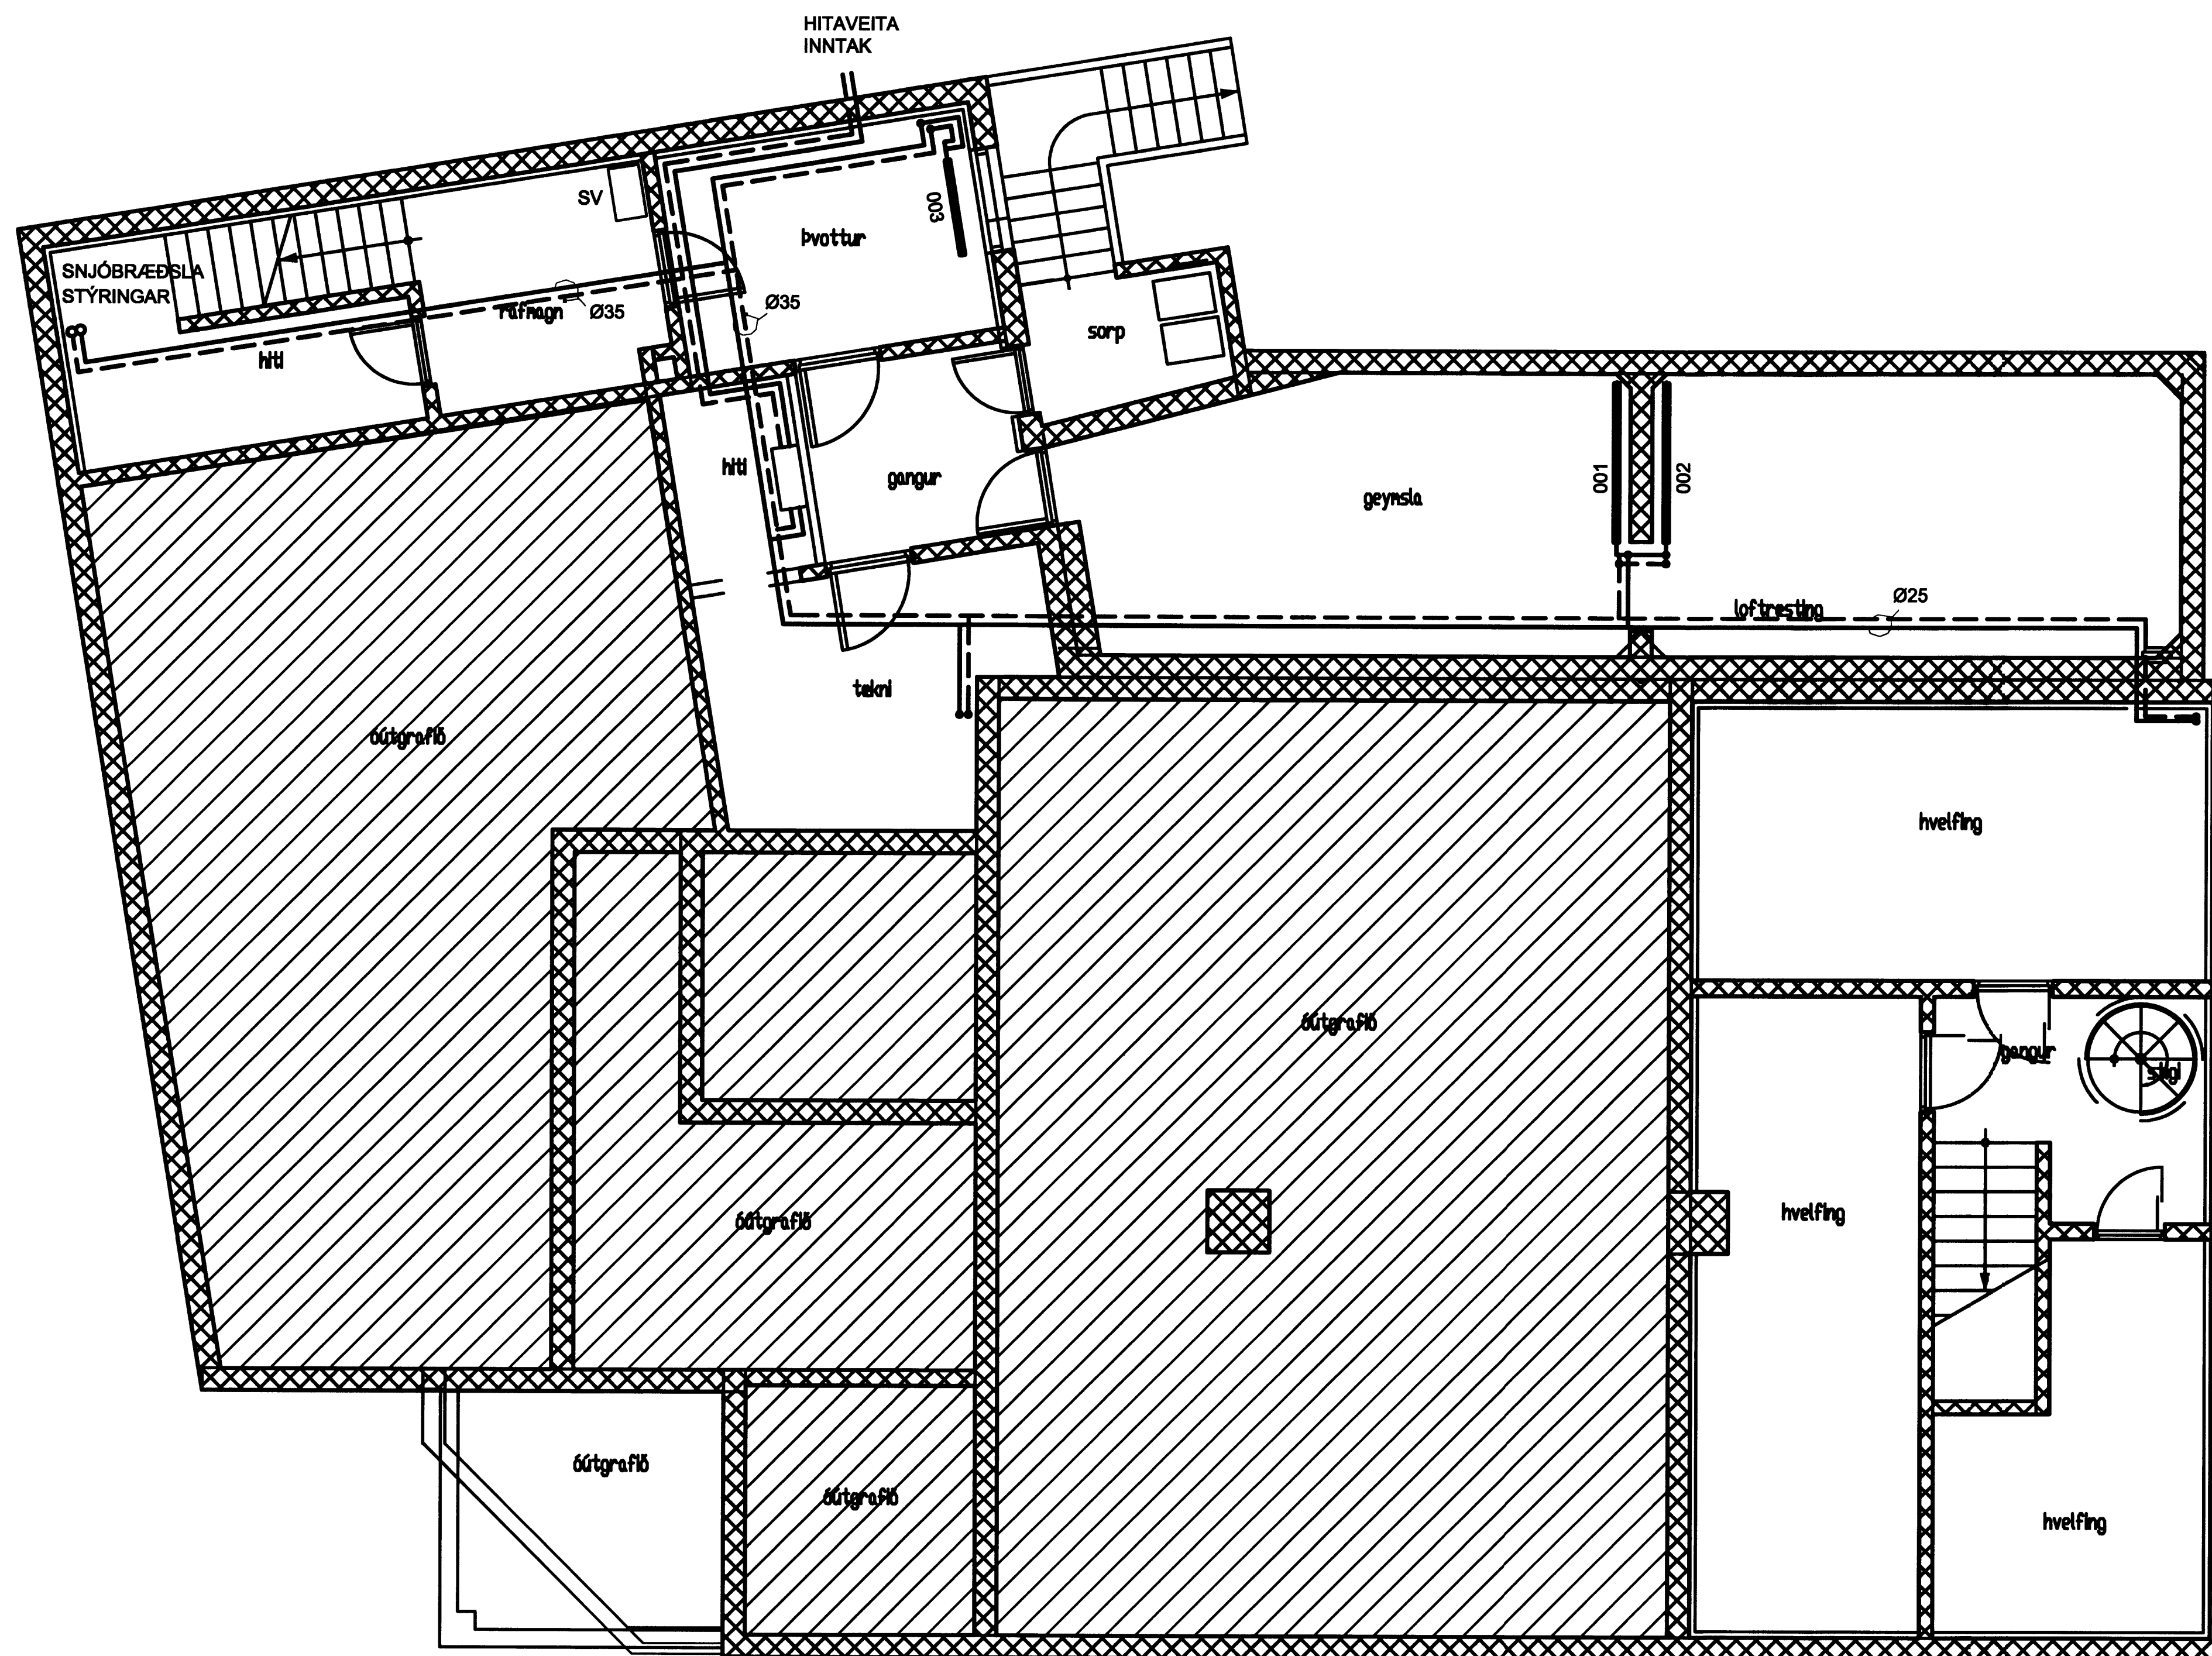 HITAVEITA
INNTAK
SV
003
Þvottur
SNJÓBRÆÐSLA
STÝRINGAR
rafmagn
Ø35
Ø35
sorp
hiti
hiti
gangur
geymsla
001
002
loftræsting
Ø25
tekni
óútgrafið
hvelfing
óútgrafið
gangur
stigi
óútgrafið
hvelfing
óútgrafið
óútgrafið
hvelfing